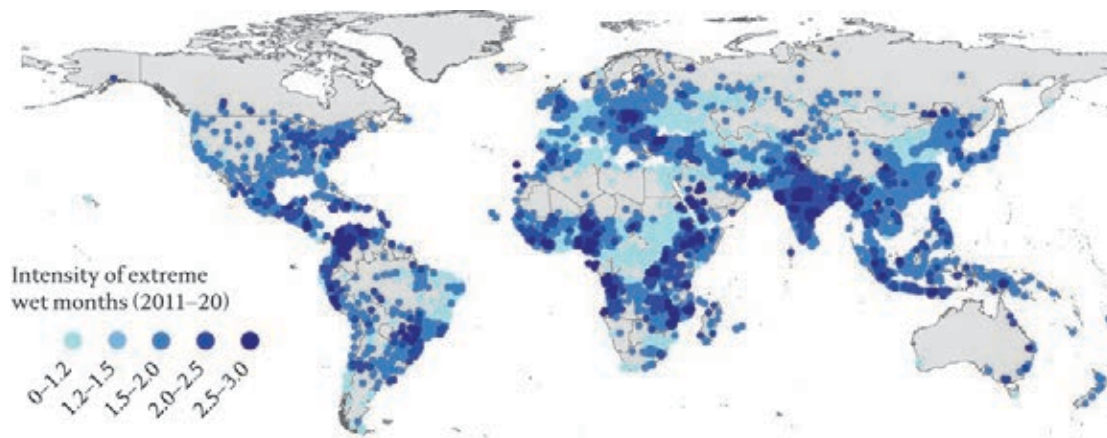 Intensity of extreme
wet months (2011–20)
0–1.2
1.2–1.5
1.5–2.0
2.0–2.5
2.5–3.0